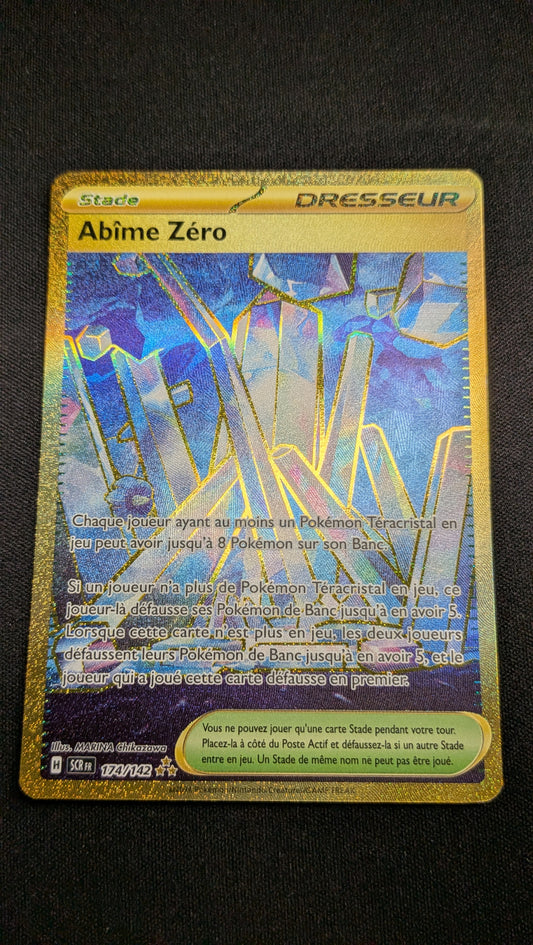 Stade
DRESSEUR
Abîme Zéro
Chaque joueur ayant au moins un Pokémon Téracristal en
jeu peut avoir jusqu'à 8 Pokémon sur son Banc.
Si un joueur n'a plus de Pokémon Téracristal en jeu, ce
joueur-là défausse ses Pokémon de Banc jusqu'à en avoir 5.
Lorsque cette carte n'est plus en jeu, les deux joueurs
défaussent leurs Pokémon de Banc jusqu'à en avoir 5, et le
joueur qui a joué cette carte défausse en premier.
Illus. MARINA Chikazawa
Vous ne pouvez jouer qu'une carte Stade pendant votre tour.
Placez-la à côté du Poste Actif et défaussez-la si un autre Stade
entre en jeu. Un Stade de même nom ne peut pas être joué.
H SCR FR 174/142
©2024 Pokémon/Nintendo/Creatures/GAME FREAK